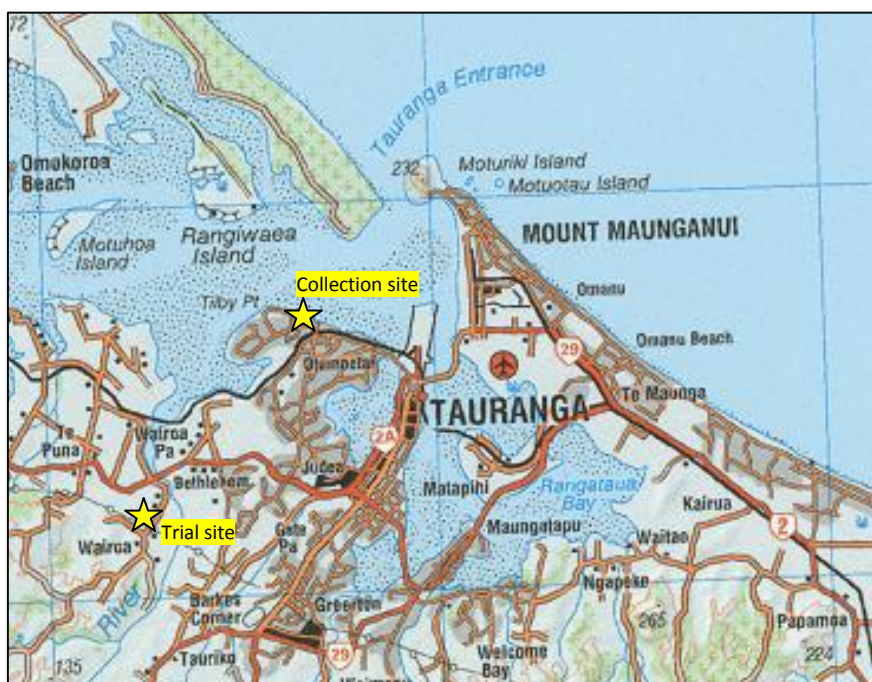 72
Tauranga Entrance
Omokoroa
Beach
232
Moturiki Island
Motuotau Island
MOUNT MAUNGANUI
Motuhoa
Island
Rangiwaea
Island
Collection site
Tilby Pt
Omanu
Otumoetai
Omanu Beach
29
Te Maunga
TAURANGA
2A
Te
Puna
Wairoa
Pa
Judea
Bethlehem
Matapihi
Rangataua
Bay
Kairua
2
Trial site
Wairoa
Gate
Pa
Maungatapu
Waitao
Ngapeke
River
Barkes
Corner
Greerton
265
Papamoa
Tauriko
29
Welcome
Bay
135
224